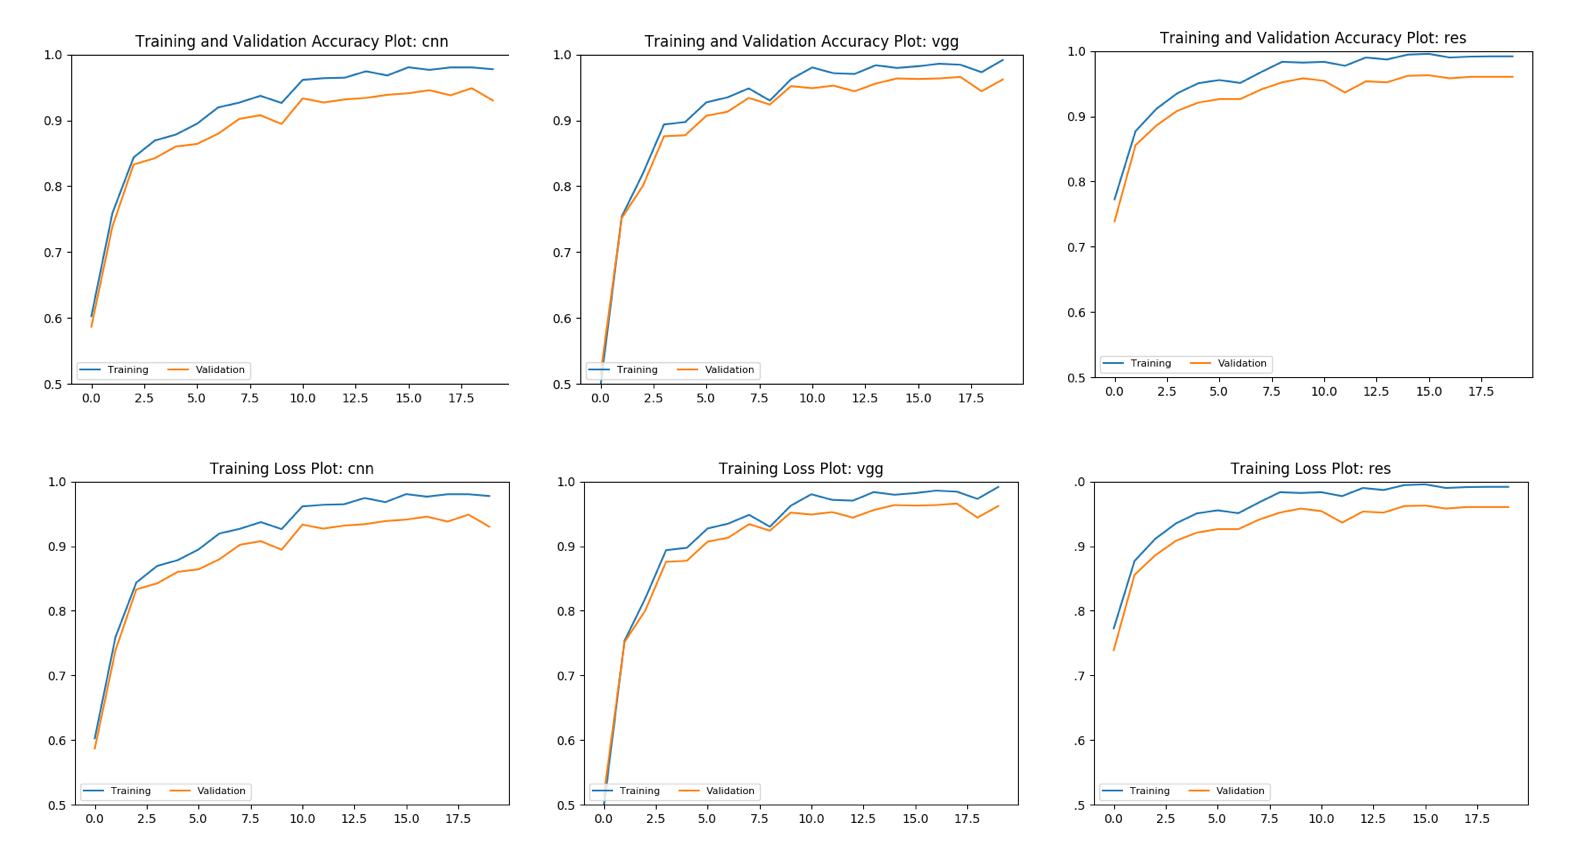 Training and Validation Accuracy Plot: cnn
1.0
0.9
0.8
0.7
0.6
0.5
Training Validation
0.0 2.5 5.0 7.5 10.0 12.5 15.0 17.5
Training and Validation Accuracy Plot: vgg
1.0
0.9
0.8
0.7
0.6
0.5
Training Validation
0.0 2.5 5.0 7.5 10.0 12.5 15.0 17.5
Training and Validation Accuracy Plot: res
1.0
0.9
0.8
0.7
0.6
0.5
Training Validation
0.0 2.5 5.0 7.5 10.0 12.5 15.0 17.5
Training Loss Plot: cnn
1.0
0.9
0.8
0.7
0.6
0.5
Training Validation
0.0 2.5 5.0 7.5 10.0 12.5 15.0 17.5
Training Loss Plot: vgg
1.0
0.9
0.8
0.7
0.6
0.5
Training Validation
0.0 2.5 5.0 7.5 10.0 12.5 15.0 17.5
Training Loss Plot: res
.0
.9
.8
.7
.6
.5
Training Validation
0.0 2.5 5.0 7.5 10.0 12.5 15.0 17.5